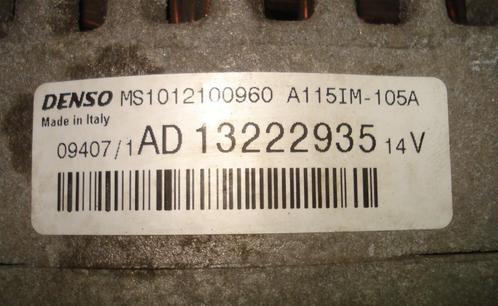 DENSO MS1012100960 A115IM-105A
Made in Italy
09407/1 AD 13222935 14V